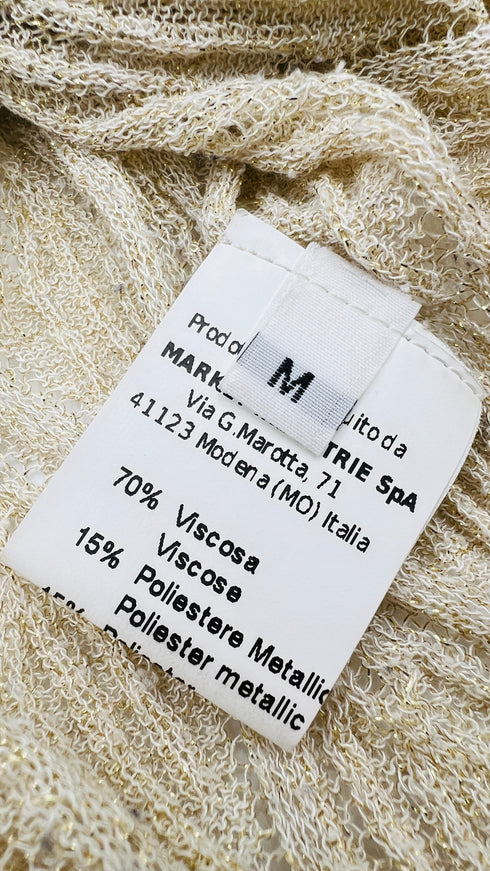 M
Prodo uito da
MARK TRIE SpA
Via G.Marotta, 71
41123 Modena (MO) Italia
70% Viscosa
Viscose
15% Poliestere Metallic
Poliester metallic